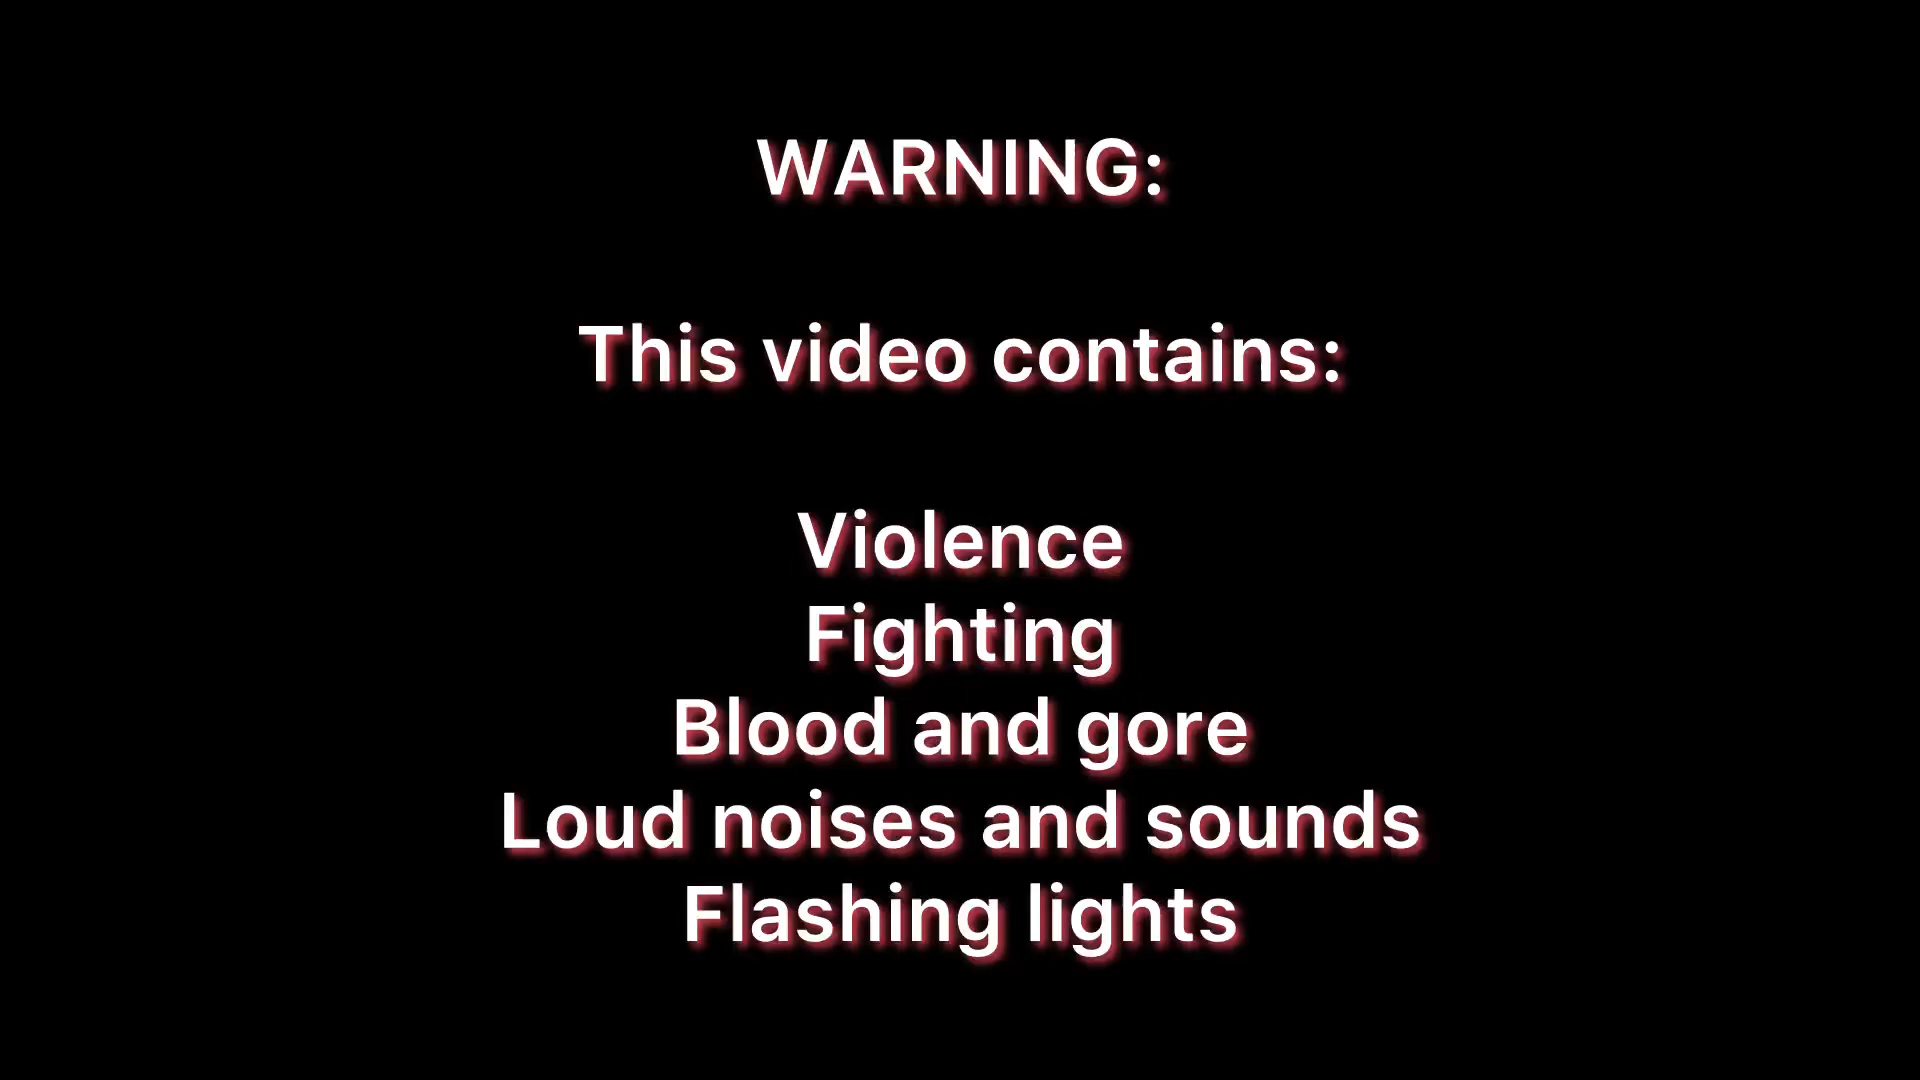 WARNING:
This video contains:
Violence
Fighting
Blood and gore
Loud noises and sounds
Flashing lights